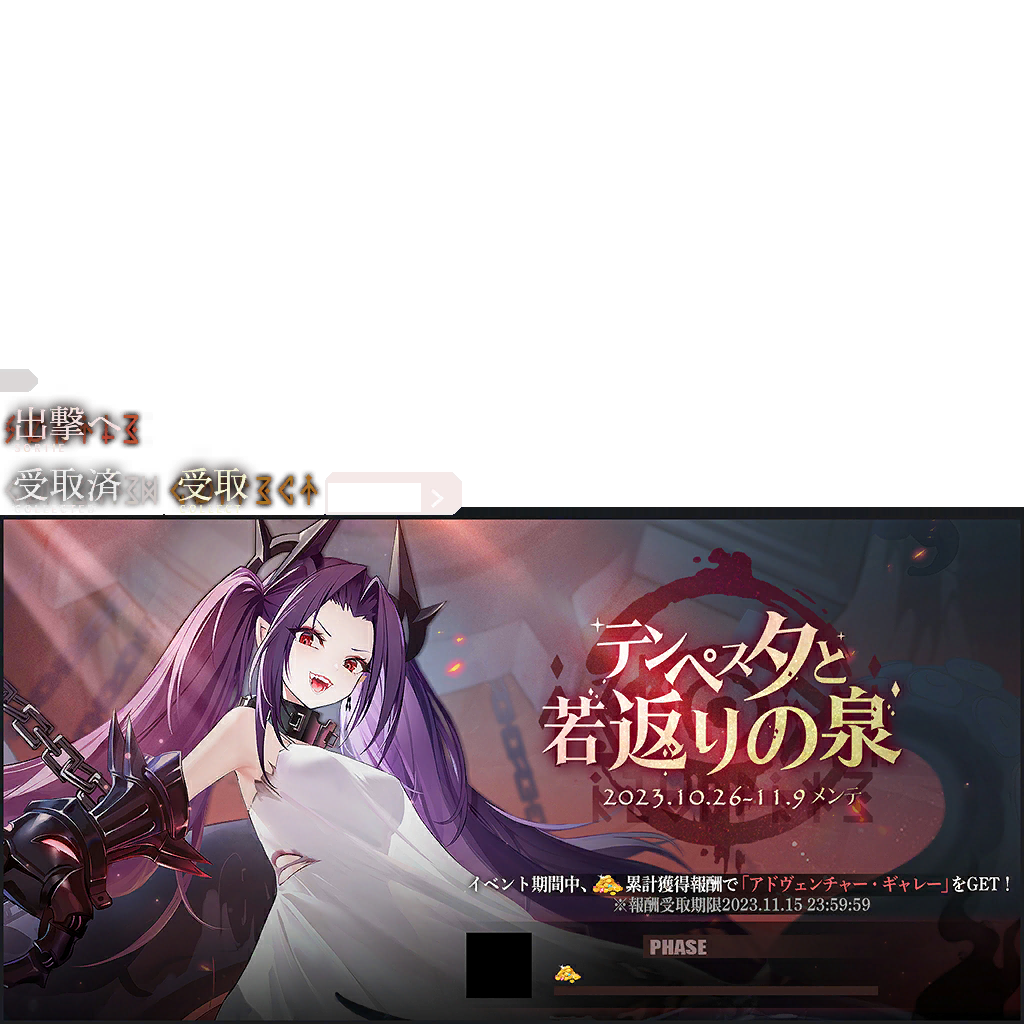 出撃へ
SORTIE
受取済
受取
テンペスタと
若返りの泉
2023.10.26-11.9メンテ
イベント期間中、累計獲得報酬で「アドヴェンチャー・ギャレー」をGET！
※報酬受取期限2023.11.15 23:59:59
PHASE